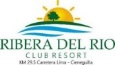 RIBERA DEL RIO
CLUB RESORT
KM 29.5 Carretera Lima - Cieneguilla